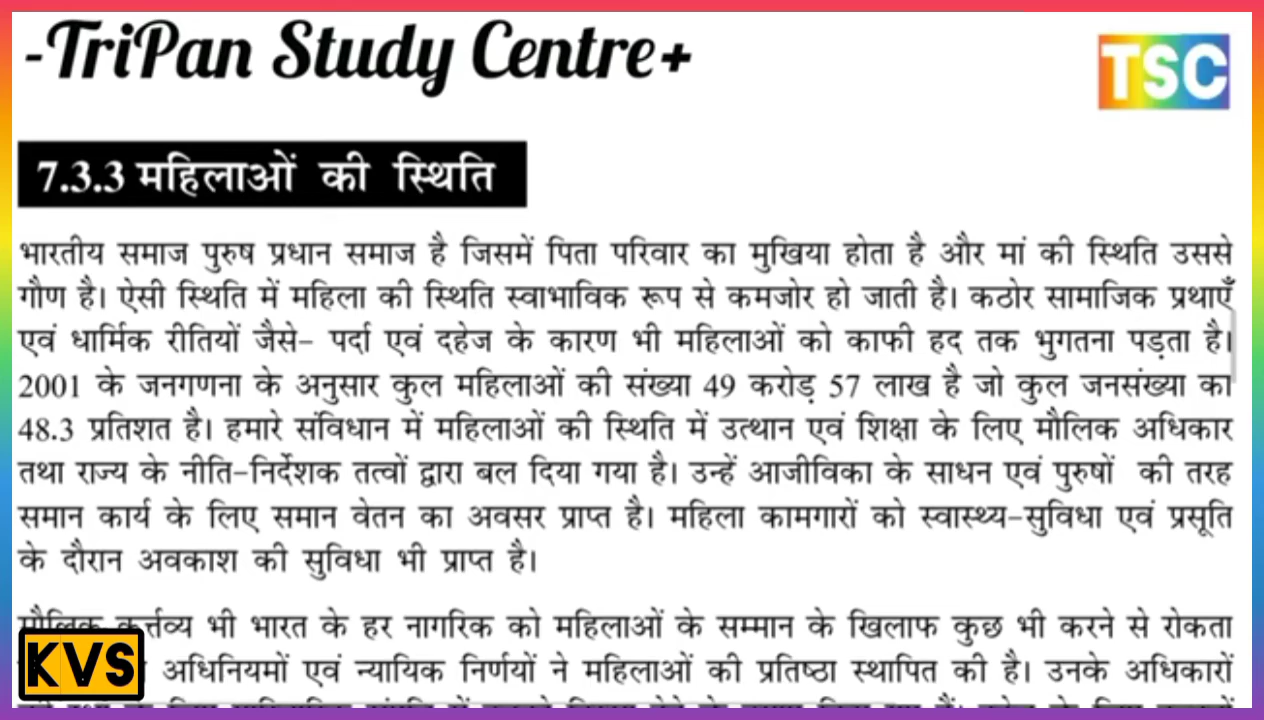 -TriPan Study Centre+
TSC
7.3.3 महिलाओं की स्थिति
भारतीय समाज पुरुष प्रधान समाज है जिसमें पिता परिवार का मुखिया होता है और मां की स्थिति उससे
गौण है। ऐसी स्थिति में महिला की स्थिति स्वाभाविक रूप से कमजोर हो जाती है। कठोर सामाजिक प्रथाएँ
एवं धार्मिक रीतियों जैसे- पर्दा एवं दहेज के कारण भी महिलाओं को काफी हद तक भुगतना पड़ता है।
2001 के जनगणना के अनुसार कुल महिलाओं की संख्या 49 करोड़ 57 लाख है जो कुल जनसंख्या का
48.3 प्रतिशत है। हमारे संविधान में महिलाओं की स्थिति में उत्थान एवं शिक्षा के लिए मौलिक अधिकार
तथा राज्य के नीति-निर्देशक तत्वों द्वारा बल दिया गया है। उन्हें आजीविका के साधन एवं पुरुषों की तरह
समान कार्य के लिए समान वेतन का अवसर प्राप्त है। महिला कामगारों को स्वास्थ्य-सुविधा एवं प्रसूति
के दौरान अवकाश की सुविधा भी प्राप्त है।
मौलिक कर्त्तव्य भी भारत के हर नागरिक को महिलाओं के सम्मान के खिलाफ कुछ भी करने से रोकता
KVS
अधिनियमों एवं न्यायिक निर्णयों ने महिलाओं की प्रतिष्ठा स्थापित की है। उनके अधिकारों